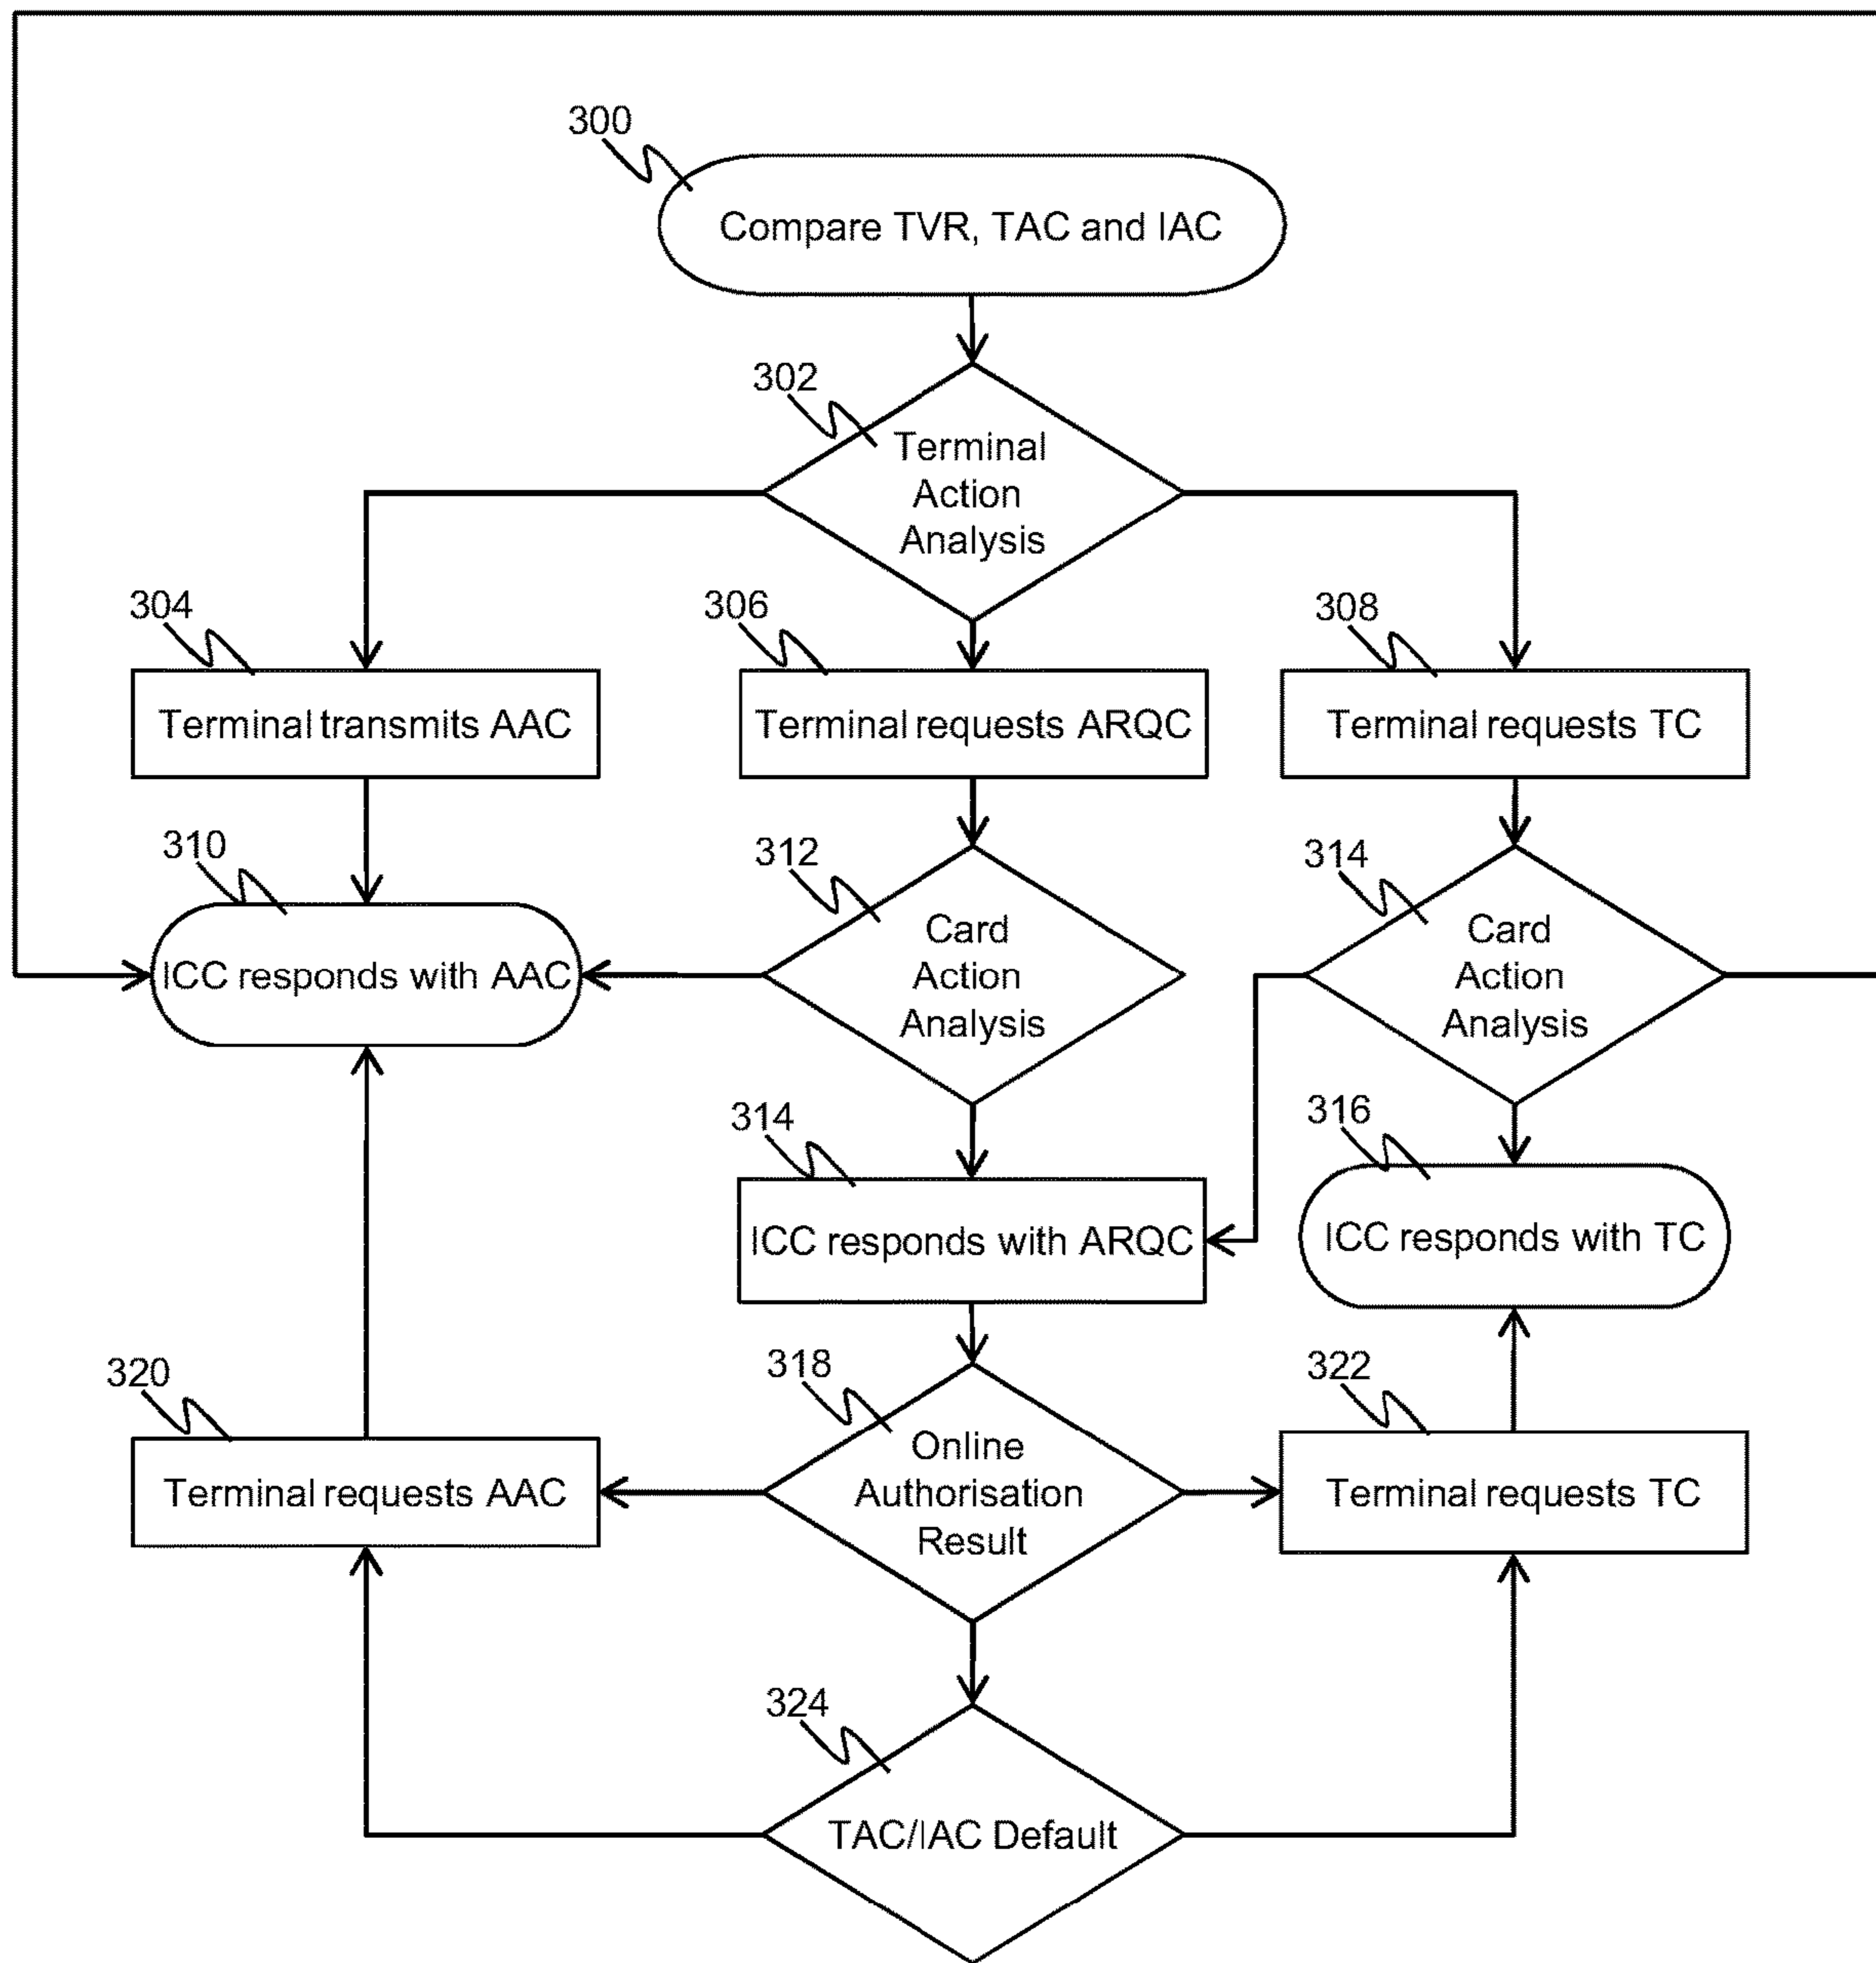 300
Compare TVR, TAC and IAC
302
Terminal
Action
Analysis
304
306
308
Terminal transmits AAC
Terminal requests ARQC
Terminal requests TC
310
312
314
ICC responds with AAC
Card
Action
Analysis
Card
Action
Analysis
314
316
ICC responds with ARQC
ICC responds with TC
320
318
322
Terminal requests AAC
Online
Authorisation
Result
Terminal requests TC
324
TAC/IAC Default